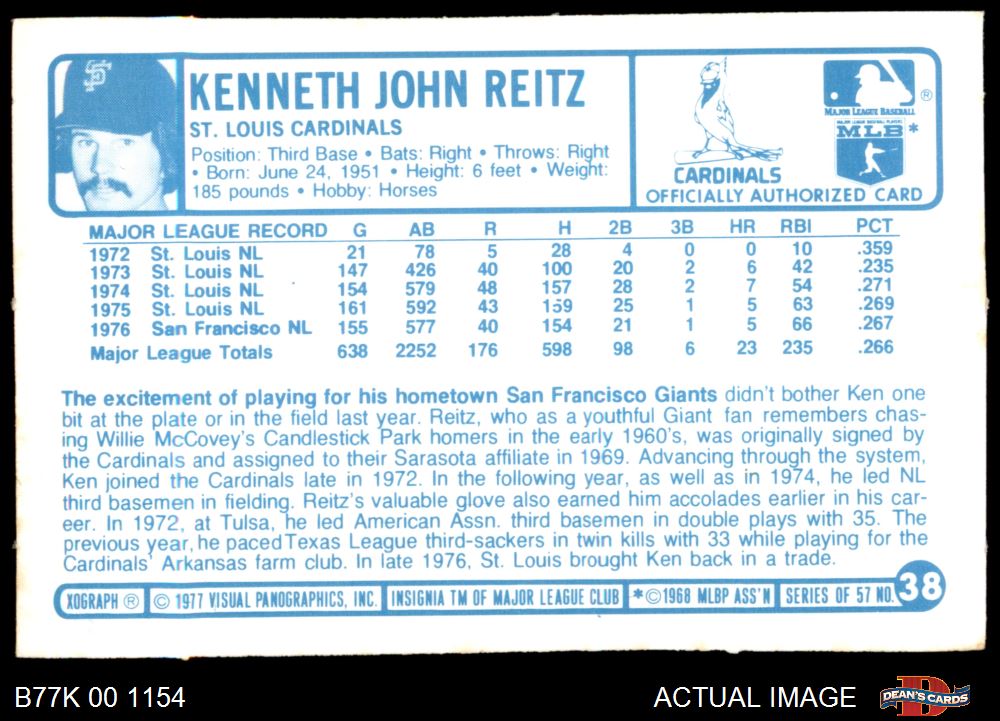 SF
KENNETH JOHN REITZ
ST. LOUIS CARDINALS
Position: Third Base • Bats: Right • Throws: Right
• Born: June 24, 1951 • Height: 6 feet • Weight:
185 pounds • Hobby: Horses
CARDINALS
MAJOR LEAGUE BASEBALL
®
MAJOR LEAGUE BASEBALL PLAYERS
MLB *
OFFICIALLY AUTHORIZED CARD
MAJOR LEAGUE RECORD G AB R H 2B 3B HR RBI PCT
1972 St. Louis NL 21 78 5 28 4 0 0 10 .359
1973 St. Louis NL 147 426 40 100 20 2 6 42 .235
1974 St. Louis NL 154 579 48 157 28 2 7 54 .271
1975 St. Louis NL 161 592 43 159 25 1 5 63 .269
1976 San Francisco NL 155 577 40 154 21 1 5 66 .267
Major League Totals 638 2252 176 598 98 6 23 235 .266
The excitement of playing for his hometown San Francisco Giants didn't bother Ken one
bit at the plate or in the field last year. Reitz, who as a youthful Giant fan remembers chas-
ing Willie McCovey's Candlestick Park homers in the early 1960's, was originally signed by
the Cardinals and assigned to their Sarasota affiliate in 1969. Advancing through the system,
Ken joined the Cardinals late in 1972. In the following year, as well as in 1974, he led NL
third basemen in fielding. Reitz's valuable glove also earned him accolades earlier in his car-
eer. In 1972, at Tulsa, he led American Assn. third basemen in double plays with 35. The
previous year, he paced Texas League third-sackers in twin kills with 33 while playing for the
Cardinals' Arkansas farm club. In late 1976, St. Louis brought Ken back in a trade.
XOGRAPH ® © 1977 VISUAL PANOGRAPHICS, INC. INSIGNIA TM OF MAJOR LEAGUE CLUB *©1968 MLBP ASS'N SERIES OF 57 NO. 38
B77K 00 1154
ACTUAL IMAGE
D
DEAN'S CARDS